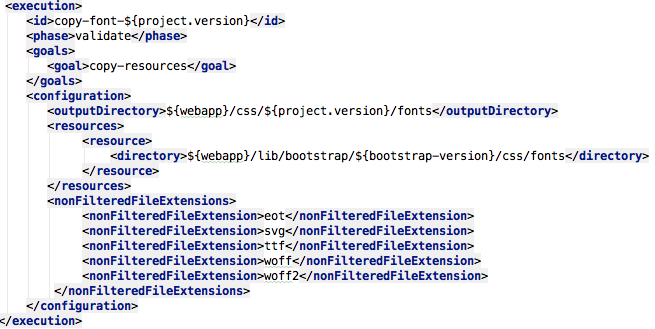 <execution>
<id>copy-font-${project.version}</id>
<phase>validate</phase>
<goals>
<goal>copy-resources</goal>
</goals>
<configuration>
<outputDirectory>${webapp}/css/${project.version}/fonts</outputDirectory>
<resources>
<resource>
<directory>${webapp}/lib/bootstrap/${bootstrap-version}/css/fonts</directory>
</resource>
</resources>
<nonFilteredFileExtensions>
<nonFilteredFileExtension>eot</nonFilteredFileExtension>
<nonFilteredFileExtension>svg</nonFilteredFileExtension>
<nonFilteredFileExtension>ttf</nonFilteredFileExtension>
<nonFilteredFileExtension>woff</nonFilteredFileExtension>
<nonFilteredFileExtension>woff2</nonFilteredFileExtension>
</nonFilteredFileExtensions>
</configuration>
</execution>